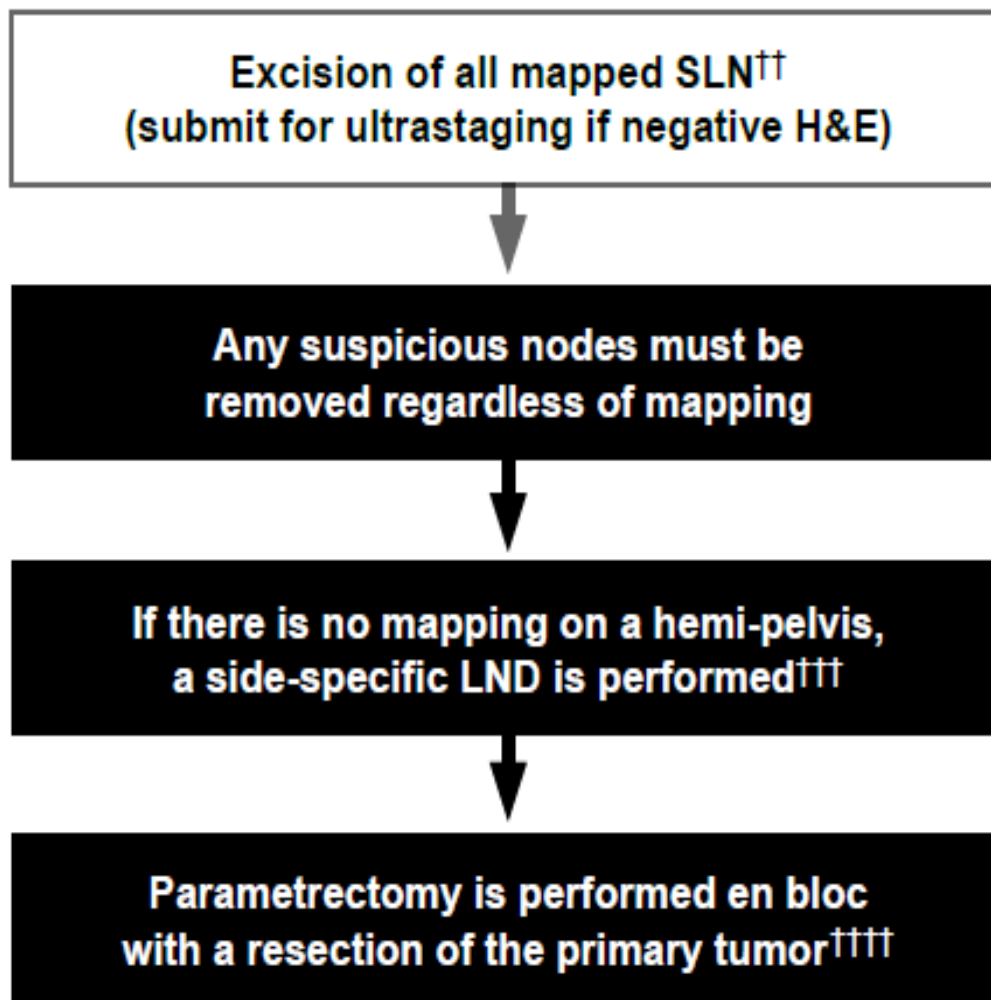 Excision of all mapped SLN††
(submit for ultrastaging if negative H&E)
Any suspicious nodes must be
removed regardless of mapping
If there is no mapping on a hemi-pelvis,
a side-specific LND is performed†††
Parametrectomy is performed en bloc
with a resection of the primary tumor††††